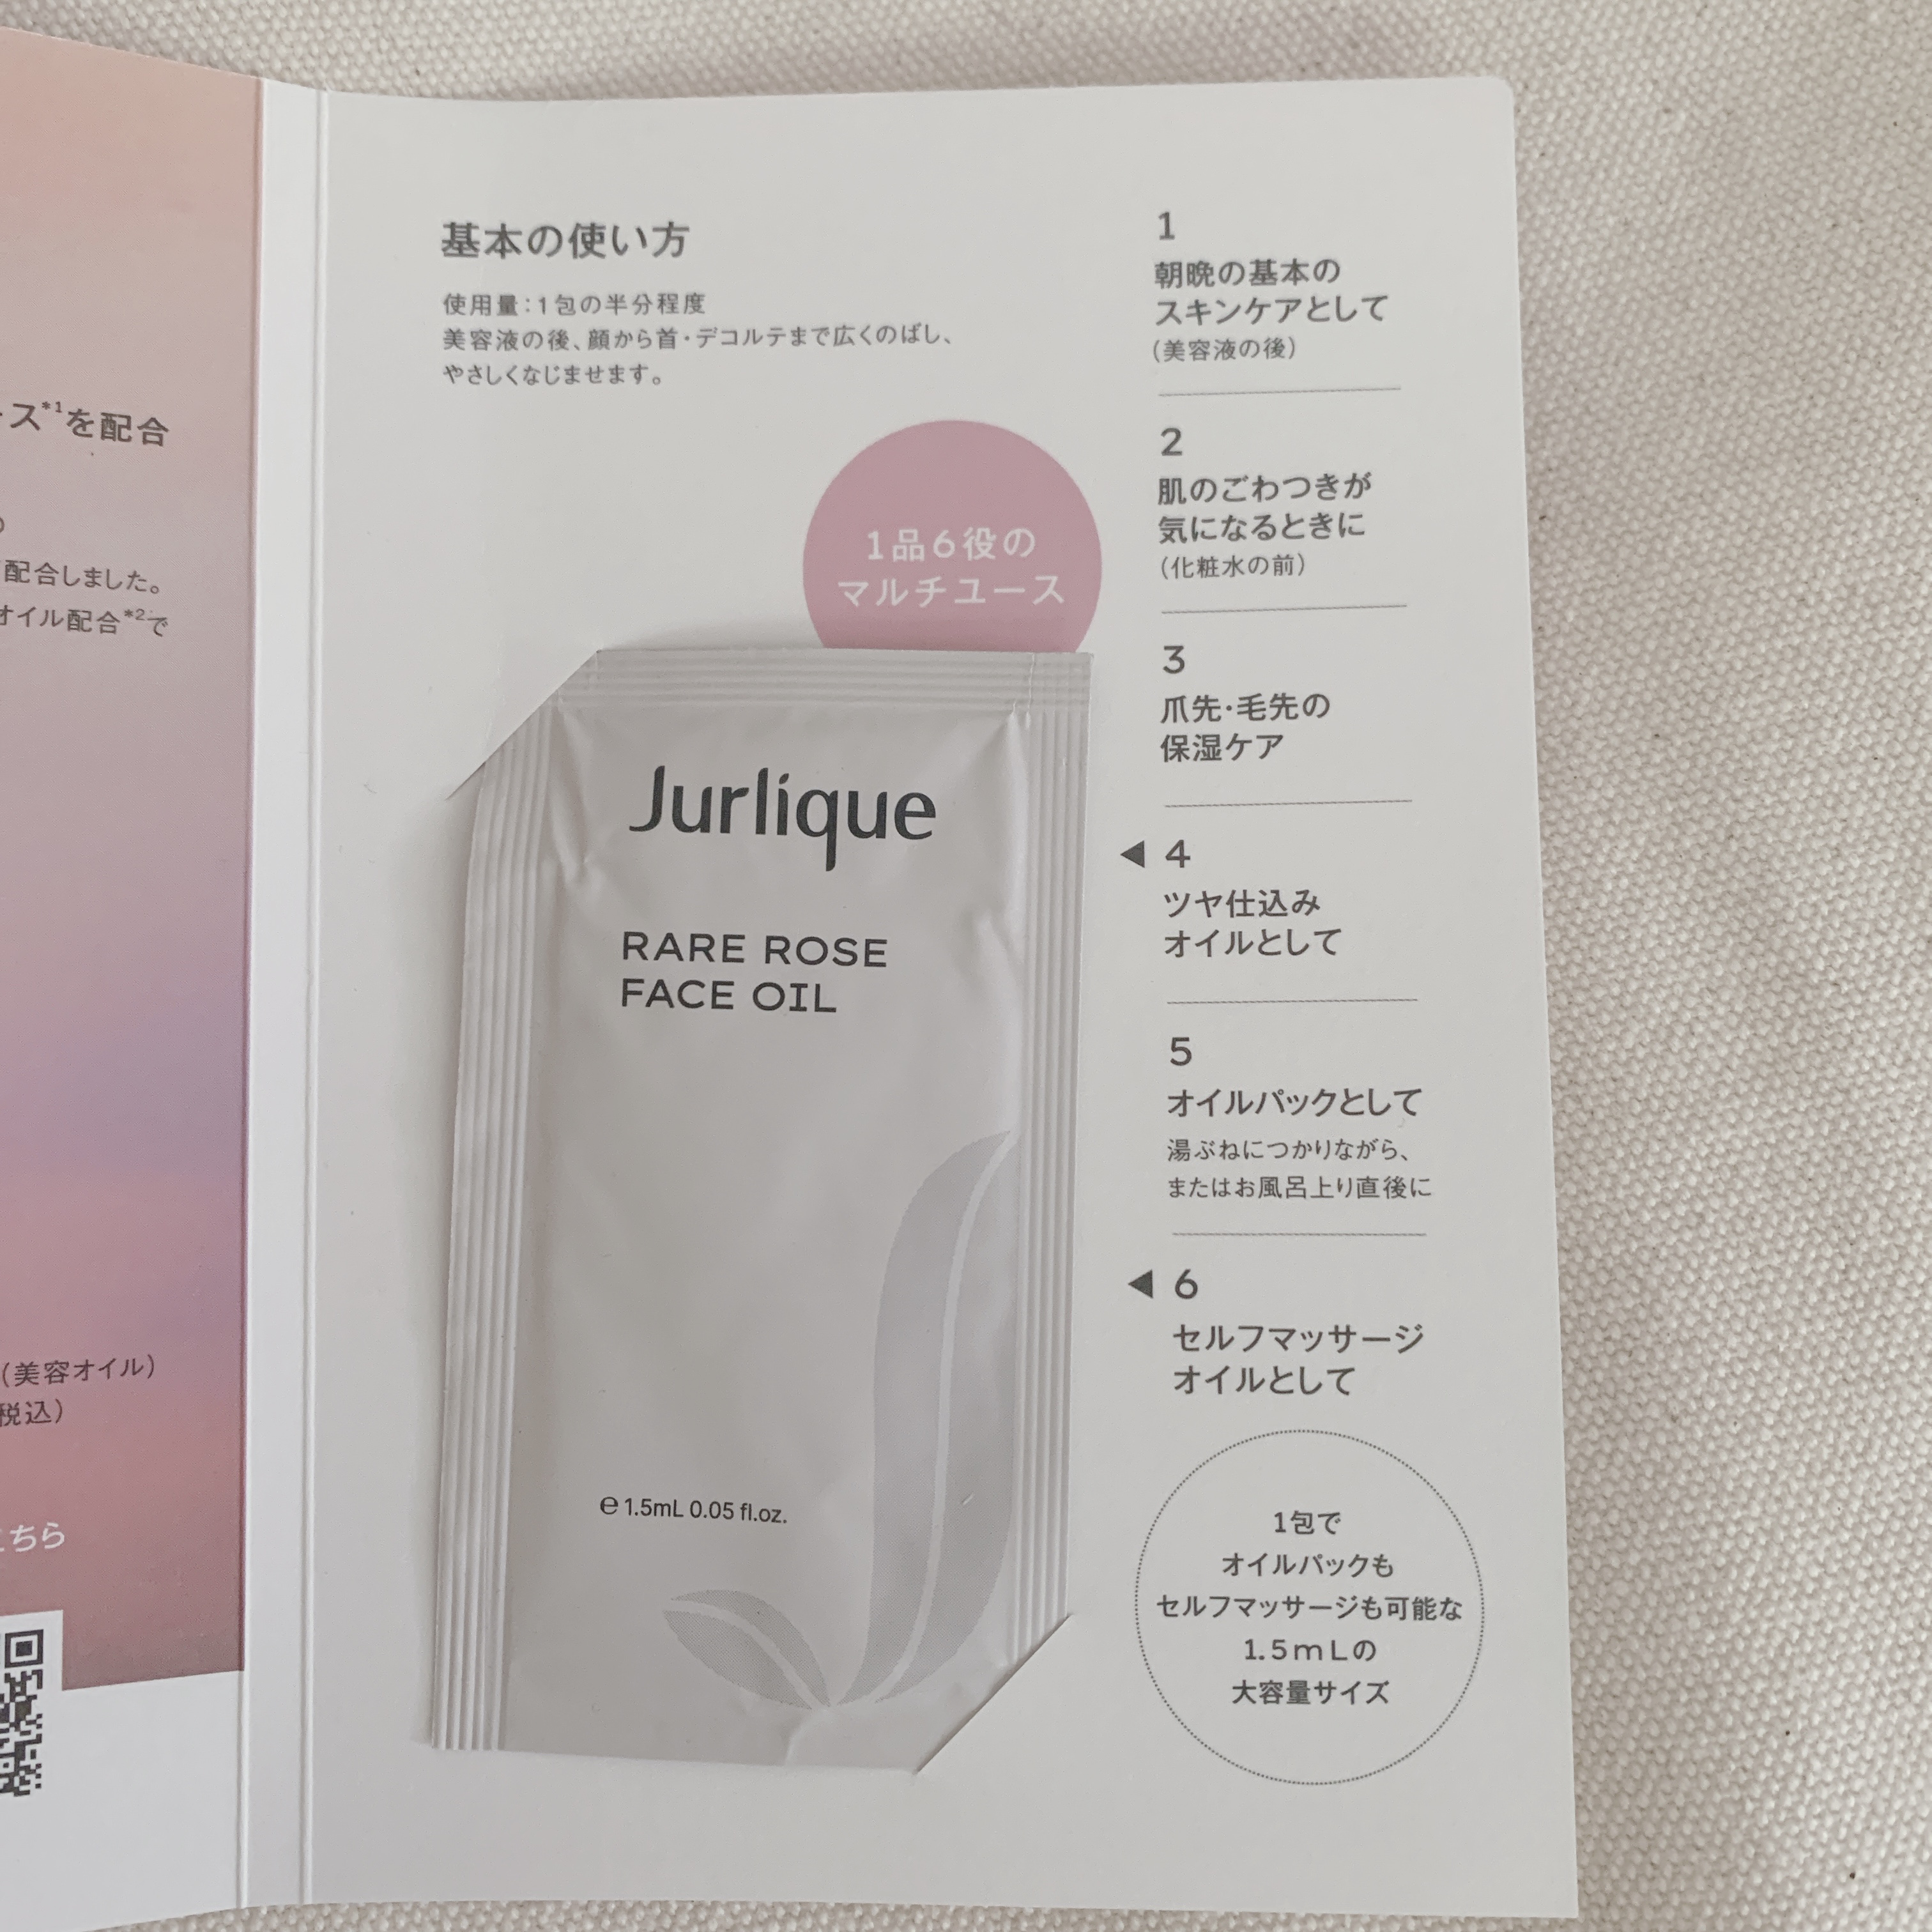 ス*1を配合
配合しました。
オイル配合*2で
(美容オイル)
税込)
こちら
基本の使い方
使用量:1包の半分程度
美容液の後、顔から首・デコルテまで広くのばし、
やさしくなじませます。
1品6役の
マルチユース
Jurlique
RARE ROSE
FACE OIL
e 1.5mL 0.05 fl.oz.
1
朝晩の基本の
スキンケアとして
(美容液の後)
2
肌のごわつきが
気になるときに
(化粧水の前)
3
爪先・毛先の
保湿ケア
◀ 4
ツヤ仕込み
オイルとして
5
オイルパックとして
湯ぶねにつかりながら、
またはお風呂上り直後に
◀ 6
セルフマッサージ
オイルとして
1包で
オイルパックも
セルフマッサージも可能な
1.5mLの
大容量サイズ